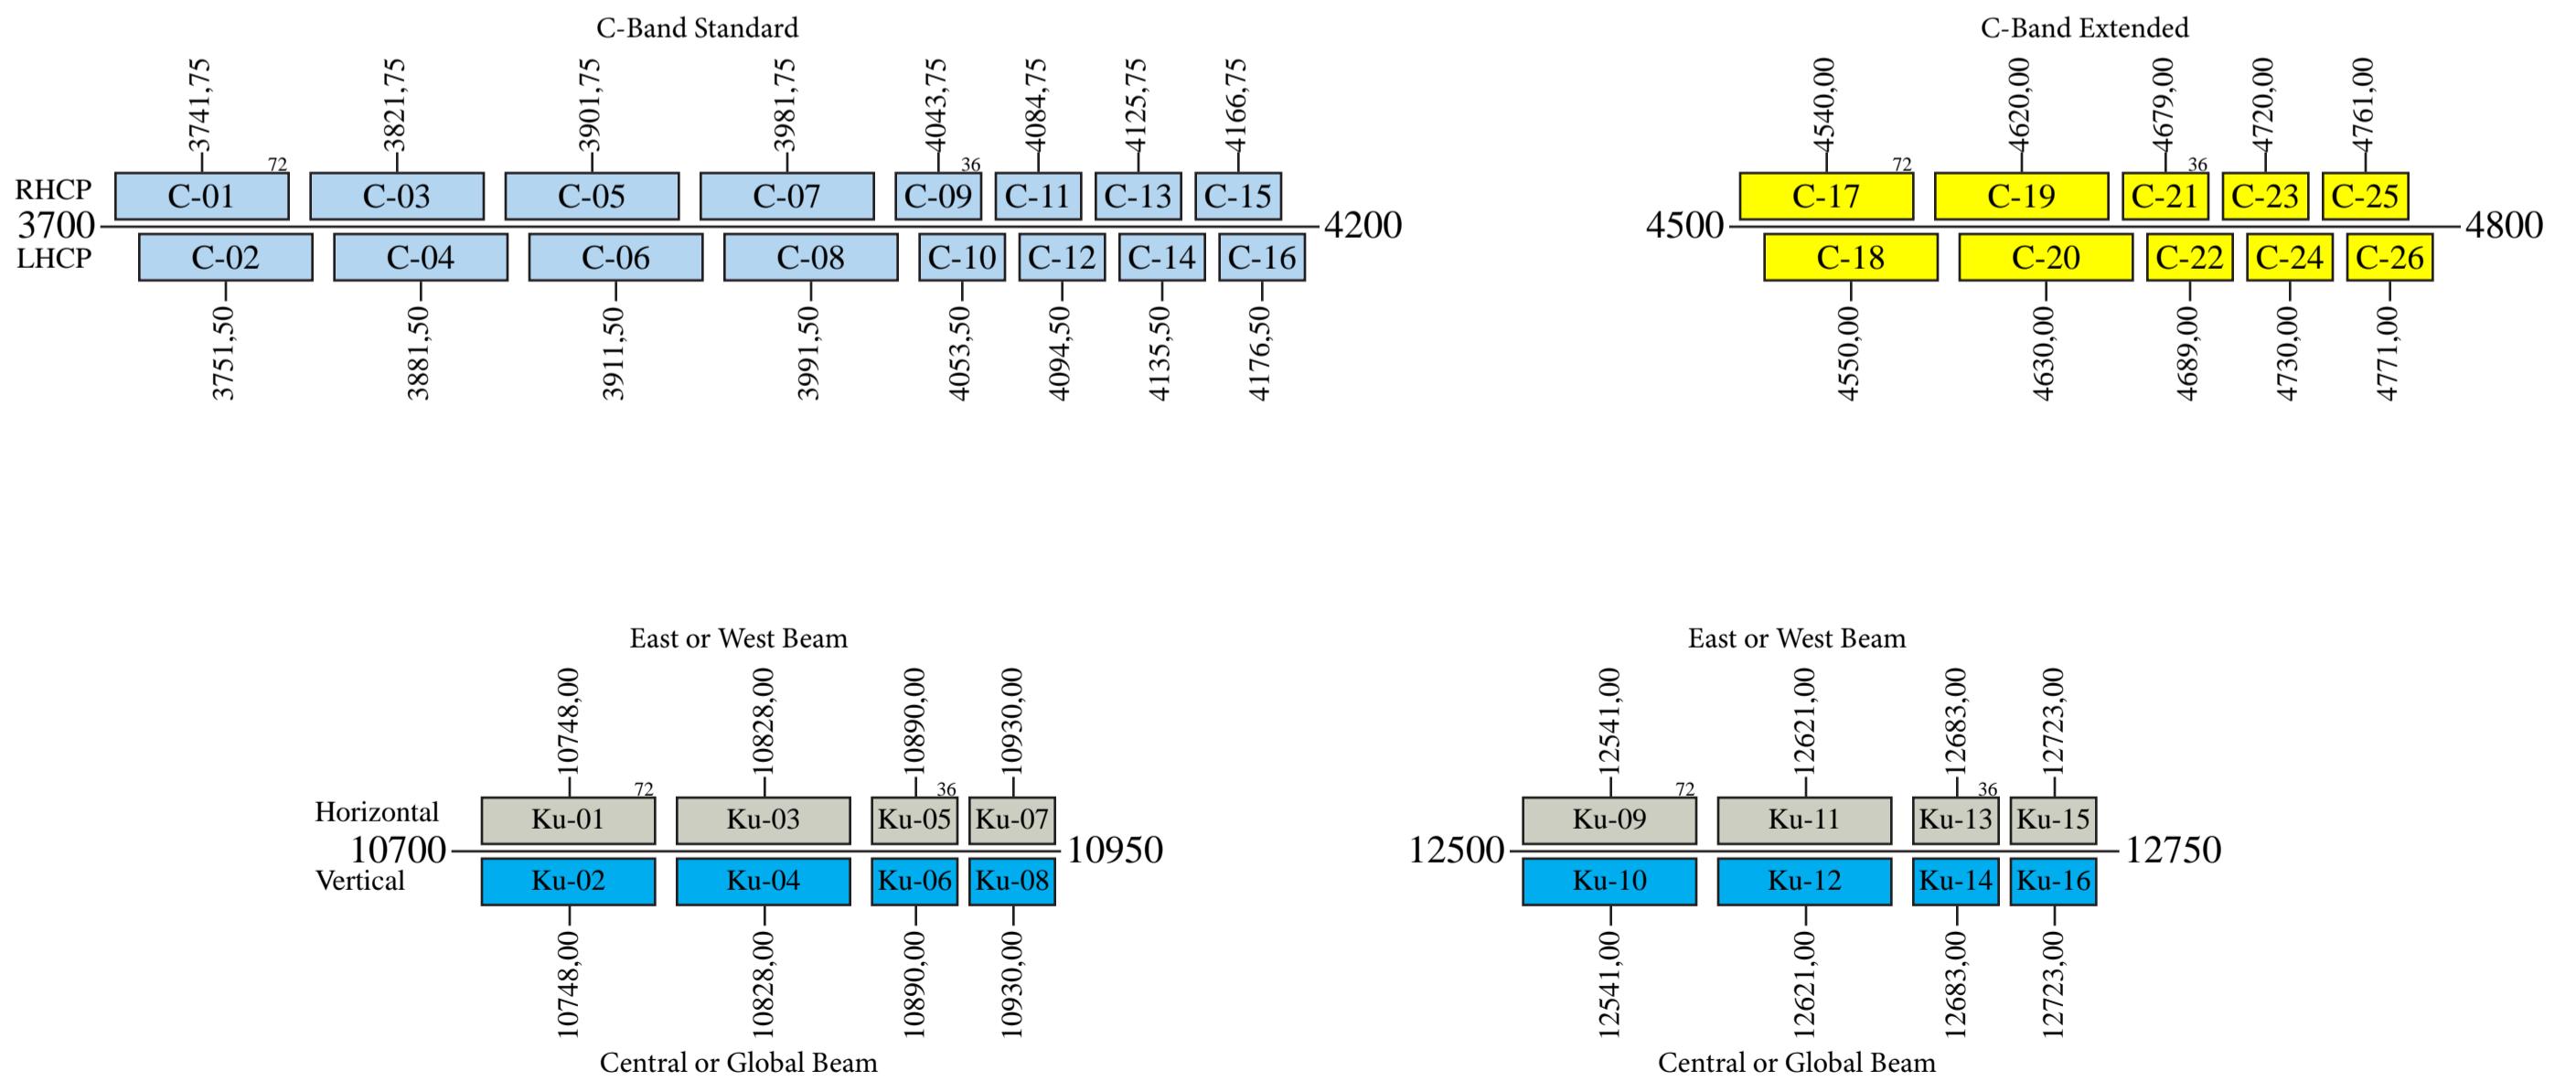 C-Band Standard
3741,75 3821,75 3901,75 3981,75 4043,75 4084,75 4125,75 4166,75
72 36
RHCP C-01 C-03 C-05 C-07 C-09 C-11 C-13 C-15
3700 4200
LHCP C-02 C-04 C-06 C-08 C-10 C-12 C-14 C-16
3751,50 3881,50 3911,50 3991,50 4053,50 4094,50 4135,50 4176,50
C-Band Extended
4540,00 4620,00 4679,00 4720,00 4761,00
72 36
C-17 C-19 C-21 C-23 C-25
4500 4800
C-18 C-20 C-22 C-24 C-26
4550,00 4630,00 4689,00 4730,00 4771,00
East or West Beam
10748,00 10828,00 10890,00 10930,00
72 36
Horizontal Ku-01 Ku-03 Ku-05 Ku-07
10700 10950
Vertical Ku-02 Ku-04 Ku-06 Ku-08
10748,00 10828,00 10890,00 10930,00
Central or Global Beam
East or West Beam
12541,00 12621,00 12683,00 12723,00
72 36
Ku-09 Ku-11 Ku-13 Ku-15
12500 12750
Ku-10 Ku-12 Ku-14 Ku-16
12541,00 12621,00 12683,00 12723,00
Central or Global Beam